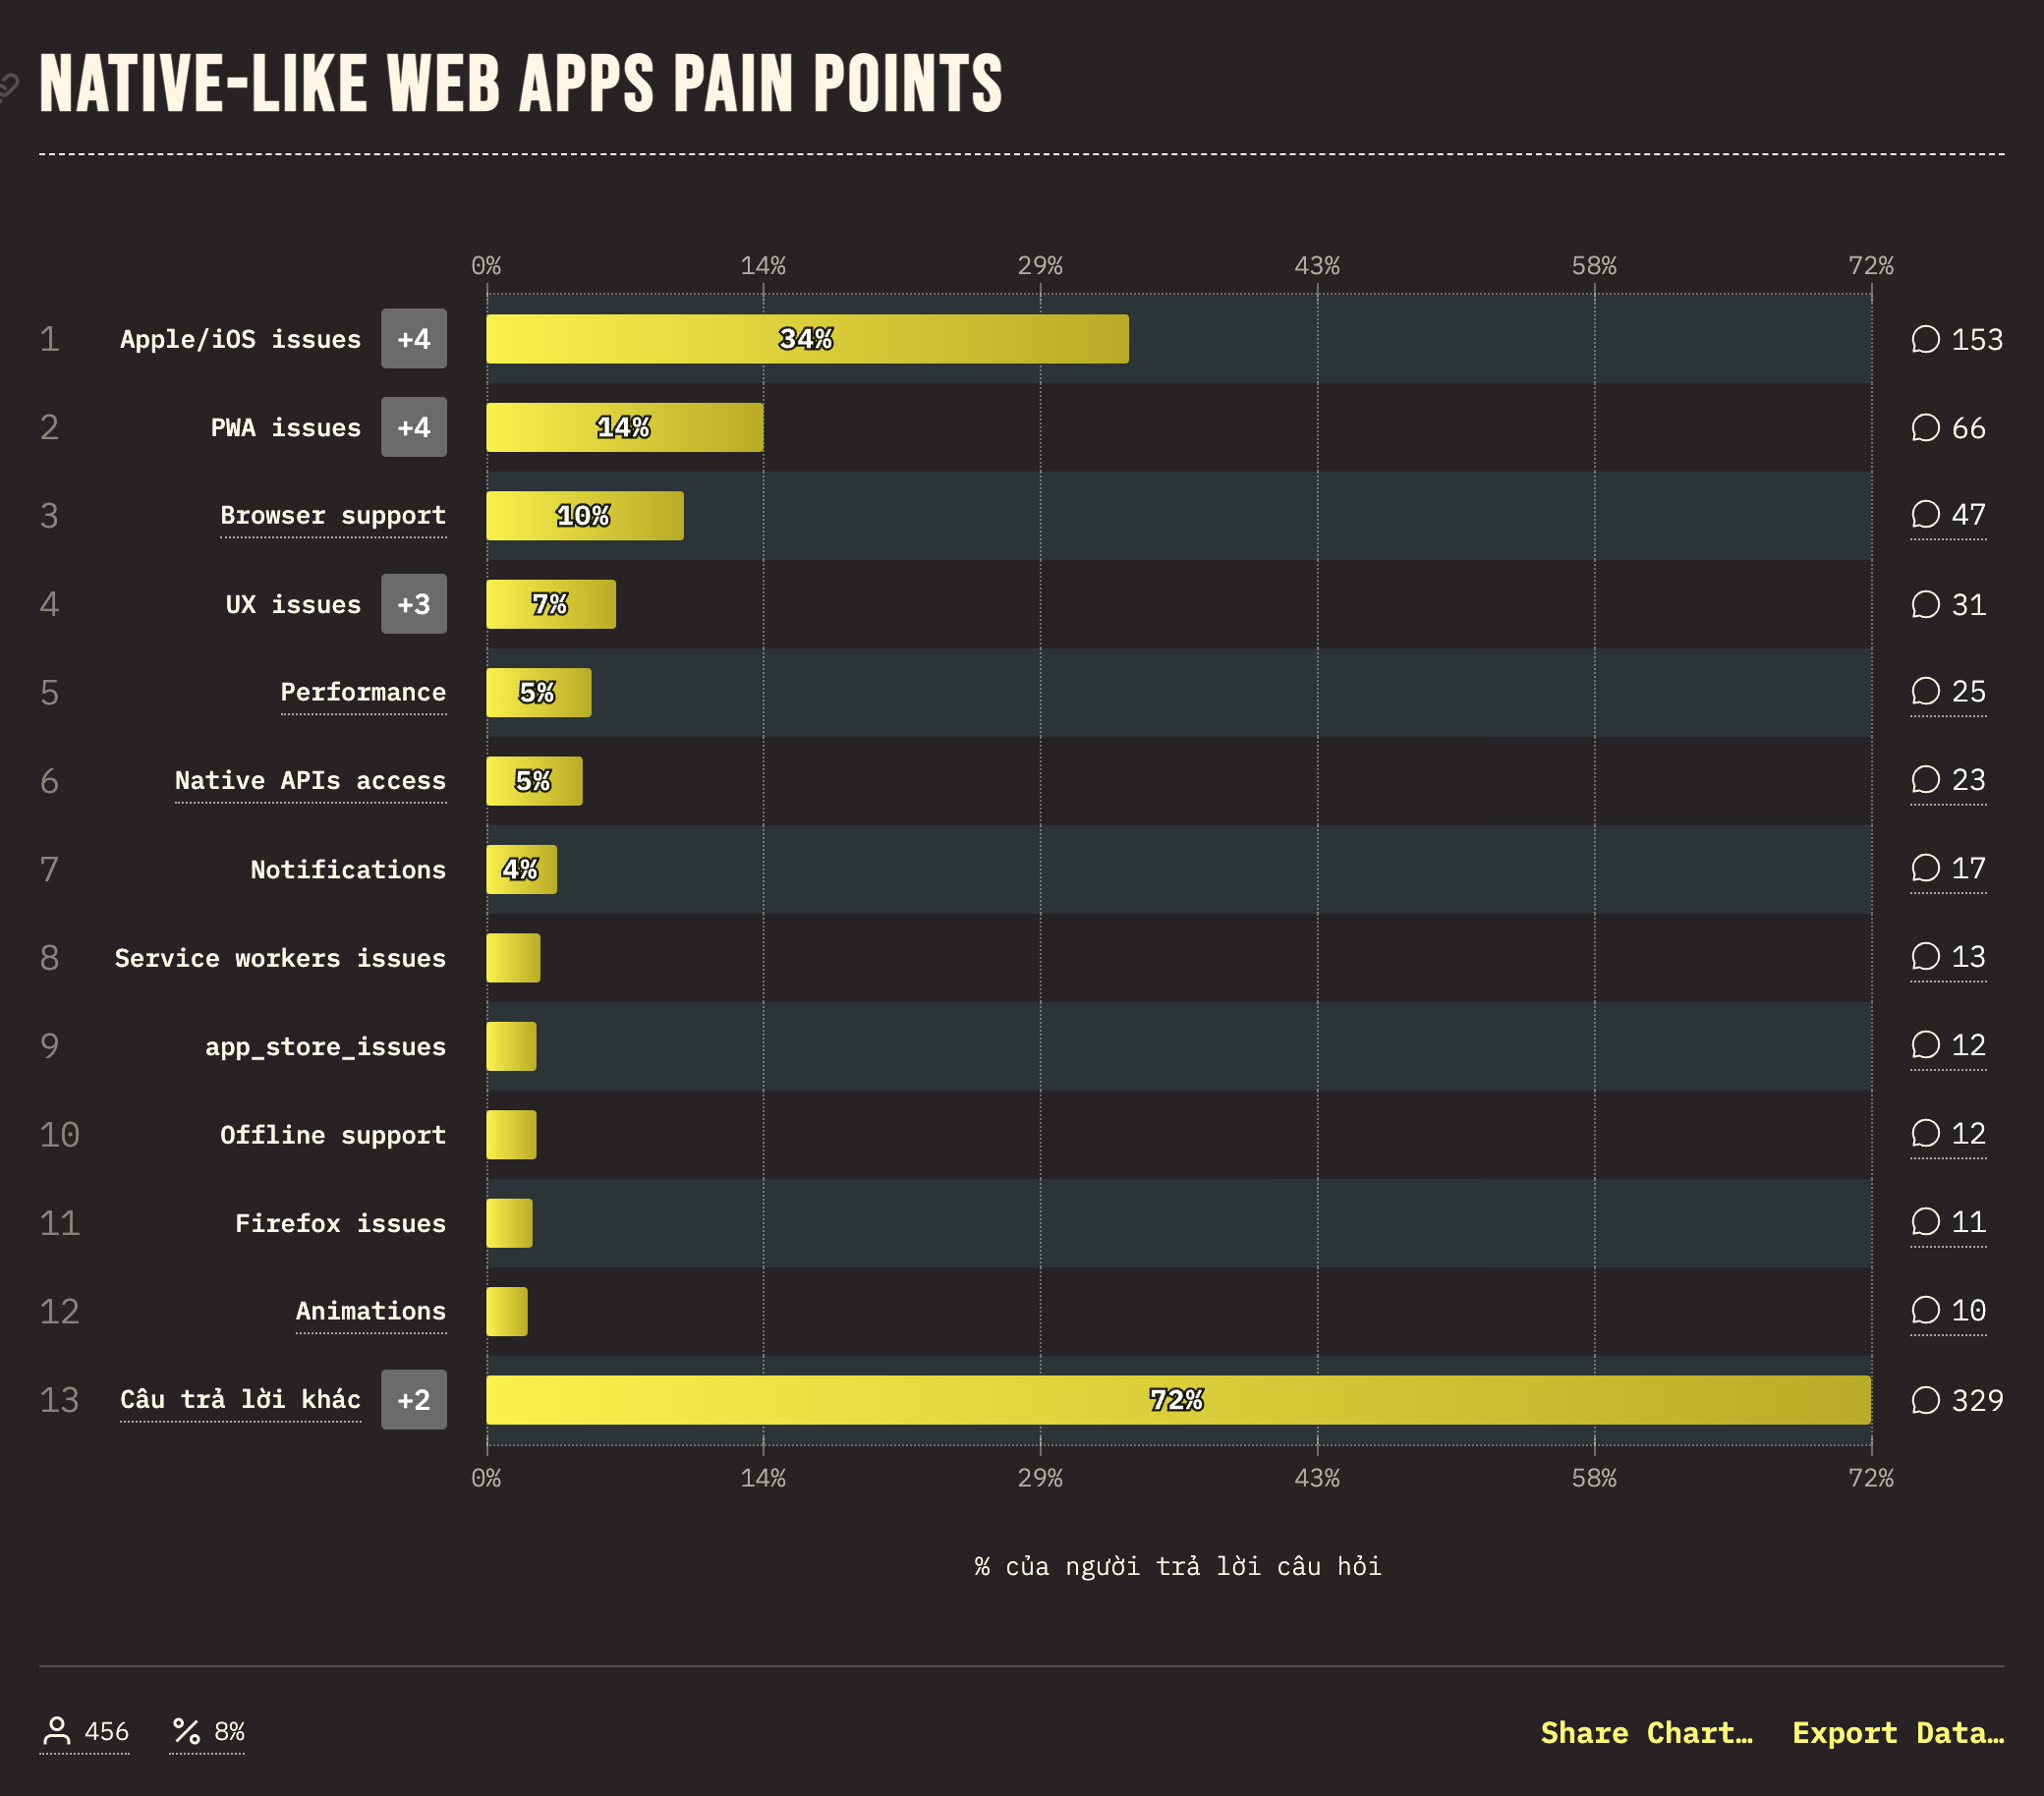 NATIVE-LIKE WEB APPS PAIN POINTS
0% 14% 29% 43% 58% 72%
1 Apple/iOS issues +4 34% 153
2 PWA issues +4 14% 66
3 Browser support 10% 47
4 UX issues +3 7% 31
5 Performance 5% 25
6 Native APIs access 5% 23
7 Notifications 4% 17
8 Service workers issues 13
9 app_store_issues 12
10 Offline support 12
11 Firefox issues 11
12 Animations 10
13 Câu trả lời khác +2 72% 329
0% 14% 29% 43% 58% 72%
% của người trả lời câu hỏi
456 8% Share Chart… Export Data…